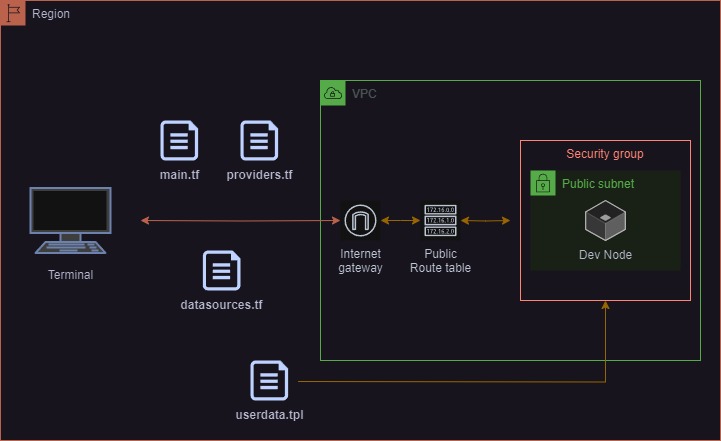 Region
VPC
main.tf
providers.tf
Security group
Public subnet
172.16.0.0
172.16.1.0
172.16.2.0
Terminal
Internet
gateway
Public
Route table
Dev Node
datasources.tf
userdata.tpl